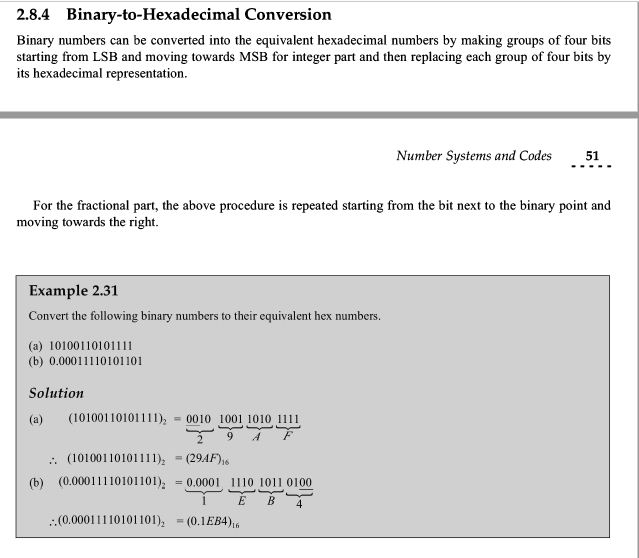 2.8.4 Binary-to-Hexadecimal Conversion
Binary numbers can be converted into the equivalent hexadecimal numbers by making groups of four bits
starting from LSB and moving towards MSB for integer part and then replacing each group of four bits by
its hexadecimal representation.
Number Systems and Codes 51
For the fractional part, the above procedure is repeated starting from the bit next to the binary point and
moving towards the right.
Example 2.31
Convert the following binary numbers to their equivalent hex numbers.
(a) 10100110101111
(b) 0.00011110101101
Solution
(a) (10100110101111)₂ = 0010 1001 1010 1111
2 9 A F
∴ (10100110101111)₂ = (29AF)₁₆
(b) (0.00011110101101)₂ = 0.0001 1110 1011 0100
1 E B 4
∴(0.00011110101101)₂ = (0.1EB4)₁₆